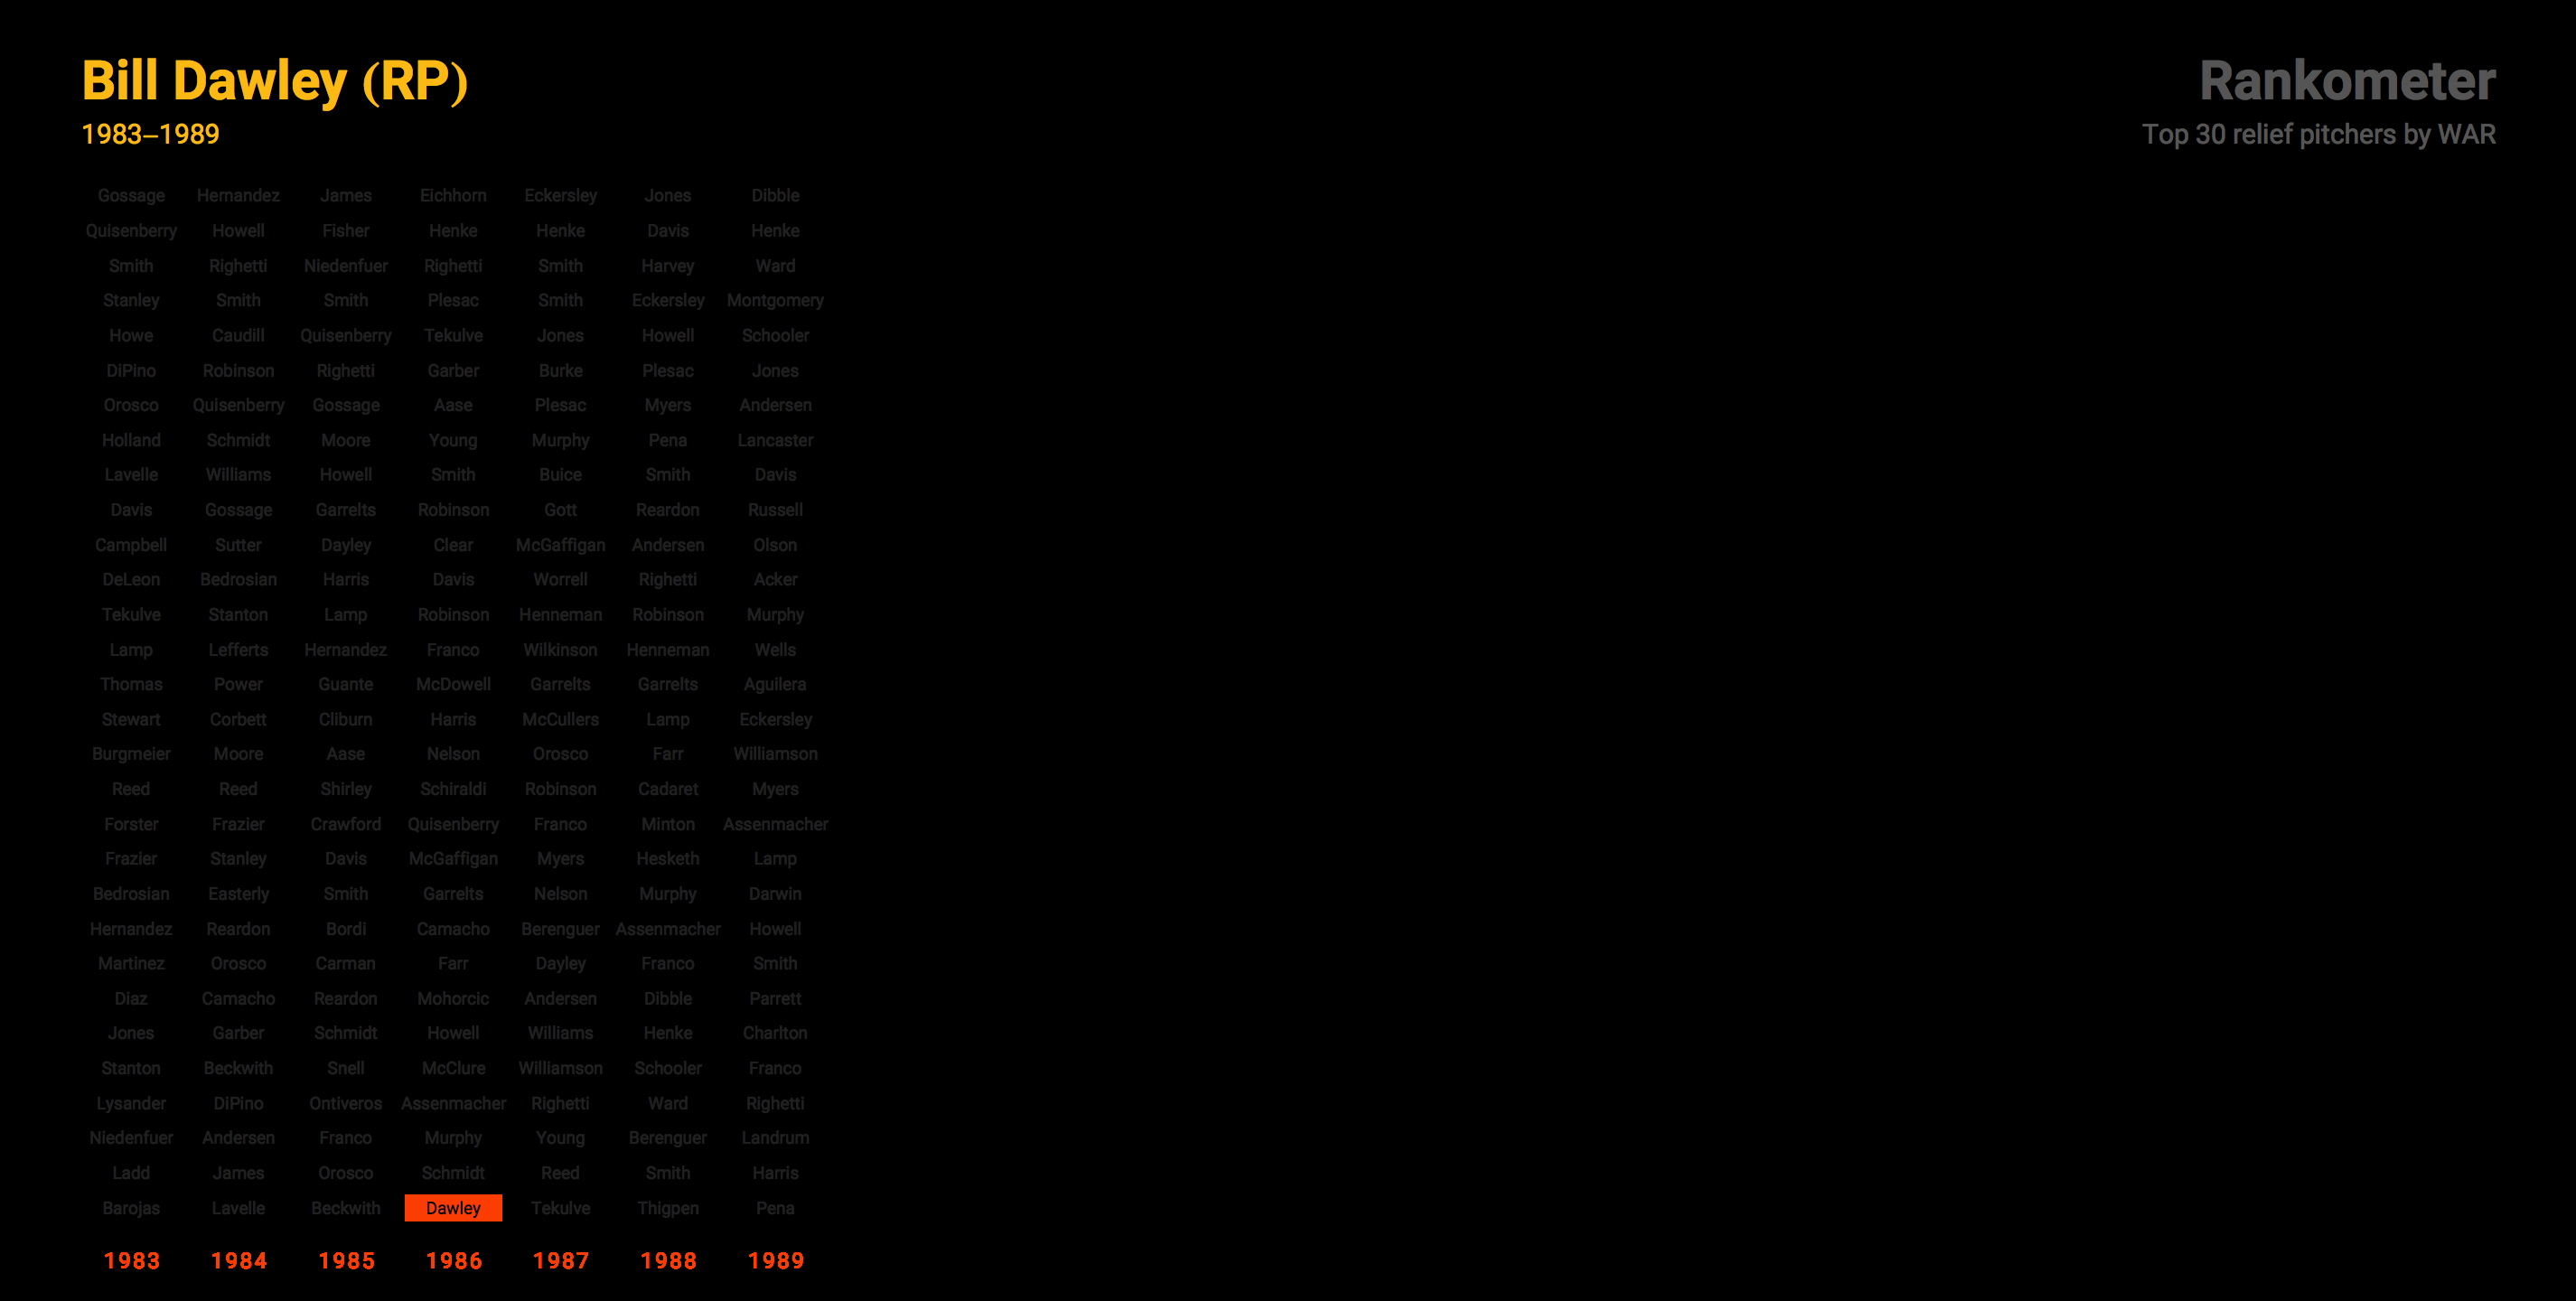 Bill Dawley (RP)
1983–1989
Rankometer
Top 30 relief pitchers by WAR
Gossage Hernandez James Eichhorn Eckersley Jones Dibble
Quisenberry Howell Fisher Henke Henke Davis Henke
Smith Righetti Niedenfuer Righetti Smith Harvey Ward
Stanley Smith Smith Plesac Smith Eckersley Montgomery
Howe Caudill Quisenberry Tekulve Jones Howell Schooler
DiPino Robinson Righetti Garber Burke Plesac Jones
Orosco Quisenberry Gossage Aase Plesac Myers Andersen
Holland Schmidt Moore Young Murphy Pena Lancaster
Lavelle Williams Howell Smith Buice Smith Davis
Davis Gossage Garrelts Robinson Gott Reardon Russell
Campbell Sutter Dayley Clear McGaffigan Andersen Olson
DeLeon Bedrosian Harris Davis Worrell Righetti Acker
Tekulve Stanton Lamp Robinson Henneman Robinson Murphy
Lamp Lefferts Hernandez Franco Wilkinson Henneman Wells
Thomas Power Guante McDowell Garrelts Garrelts Aguilera
Stewart Corbett Cliburn Harris McCullers Lamp Eckersley
Burgmeier Moore Aase Nelson Orosco Farr Williamson
Reed Reed Shirley Schiraldi Robinson Cadaret Myers
Forster Frazier Crawford Quisenberry Franco Minton Assenmacher
Frazier Stanley Davis McGaffigan Myers Hesketh Lamp
Bedrosian Easterly Smith Garrelts Nelson Murphy Darwin
Hernandez Reardon Bordi Camacho Berenguer Assenmacher Howell
Martinez Orosco Carman Farr Dayley Franco Smith
Diaz Camacho Reardon Mohorcic Andersen Dibble Parrett
Jones Garber Schmidt Howell Williams Henke Charlton
Stanton Beckwith Snell McClure Williamson Schooler Franco
Lysander DiPino Ontiveros Assenmacher Righetti Ward Righetti
Niedenfuer Andersen Franco Murphy Young Berenguer Landrum
Ladd James Orosco Schmidt Reed Smith Harris
Barojas Lavelle Beckwith Dawley Tekulve Thigpen Pena
1983 1984 1985 1986 1987 1988 1989